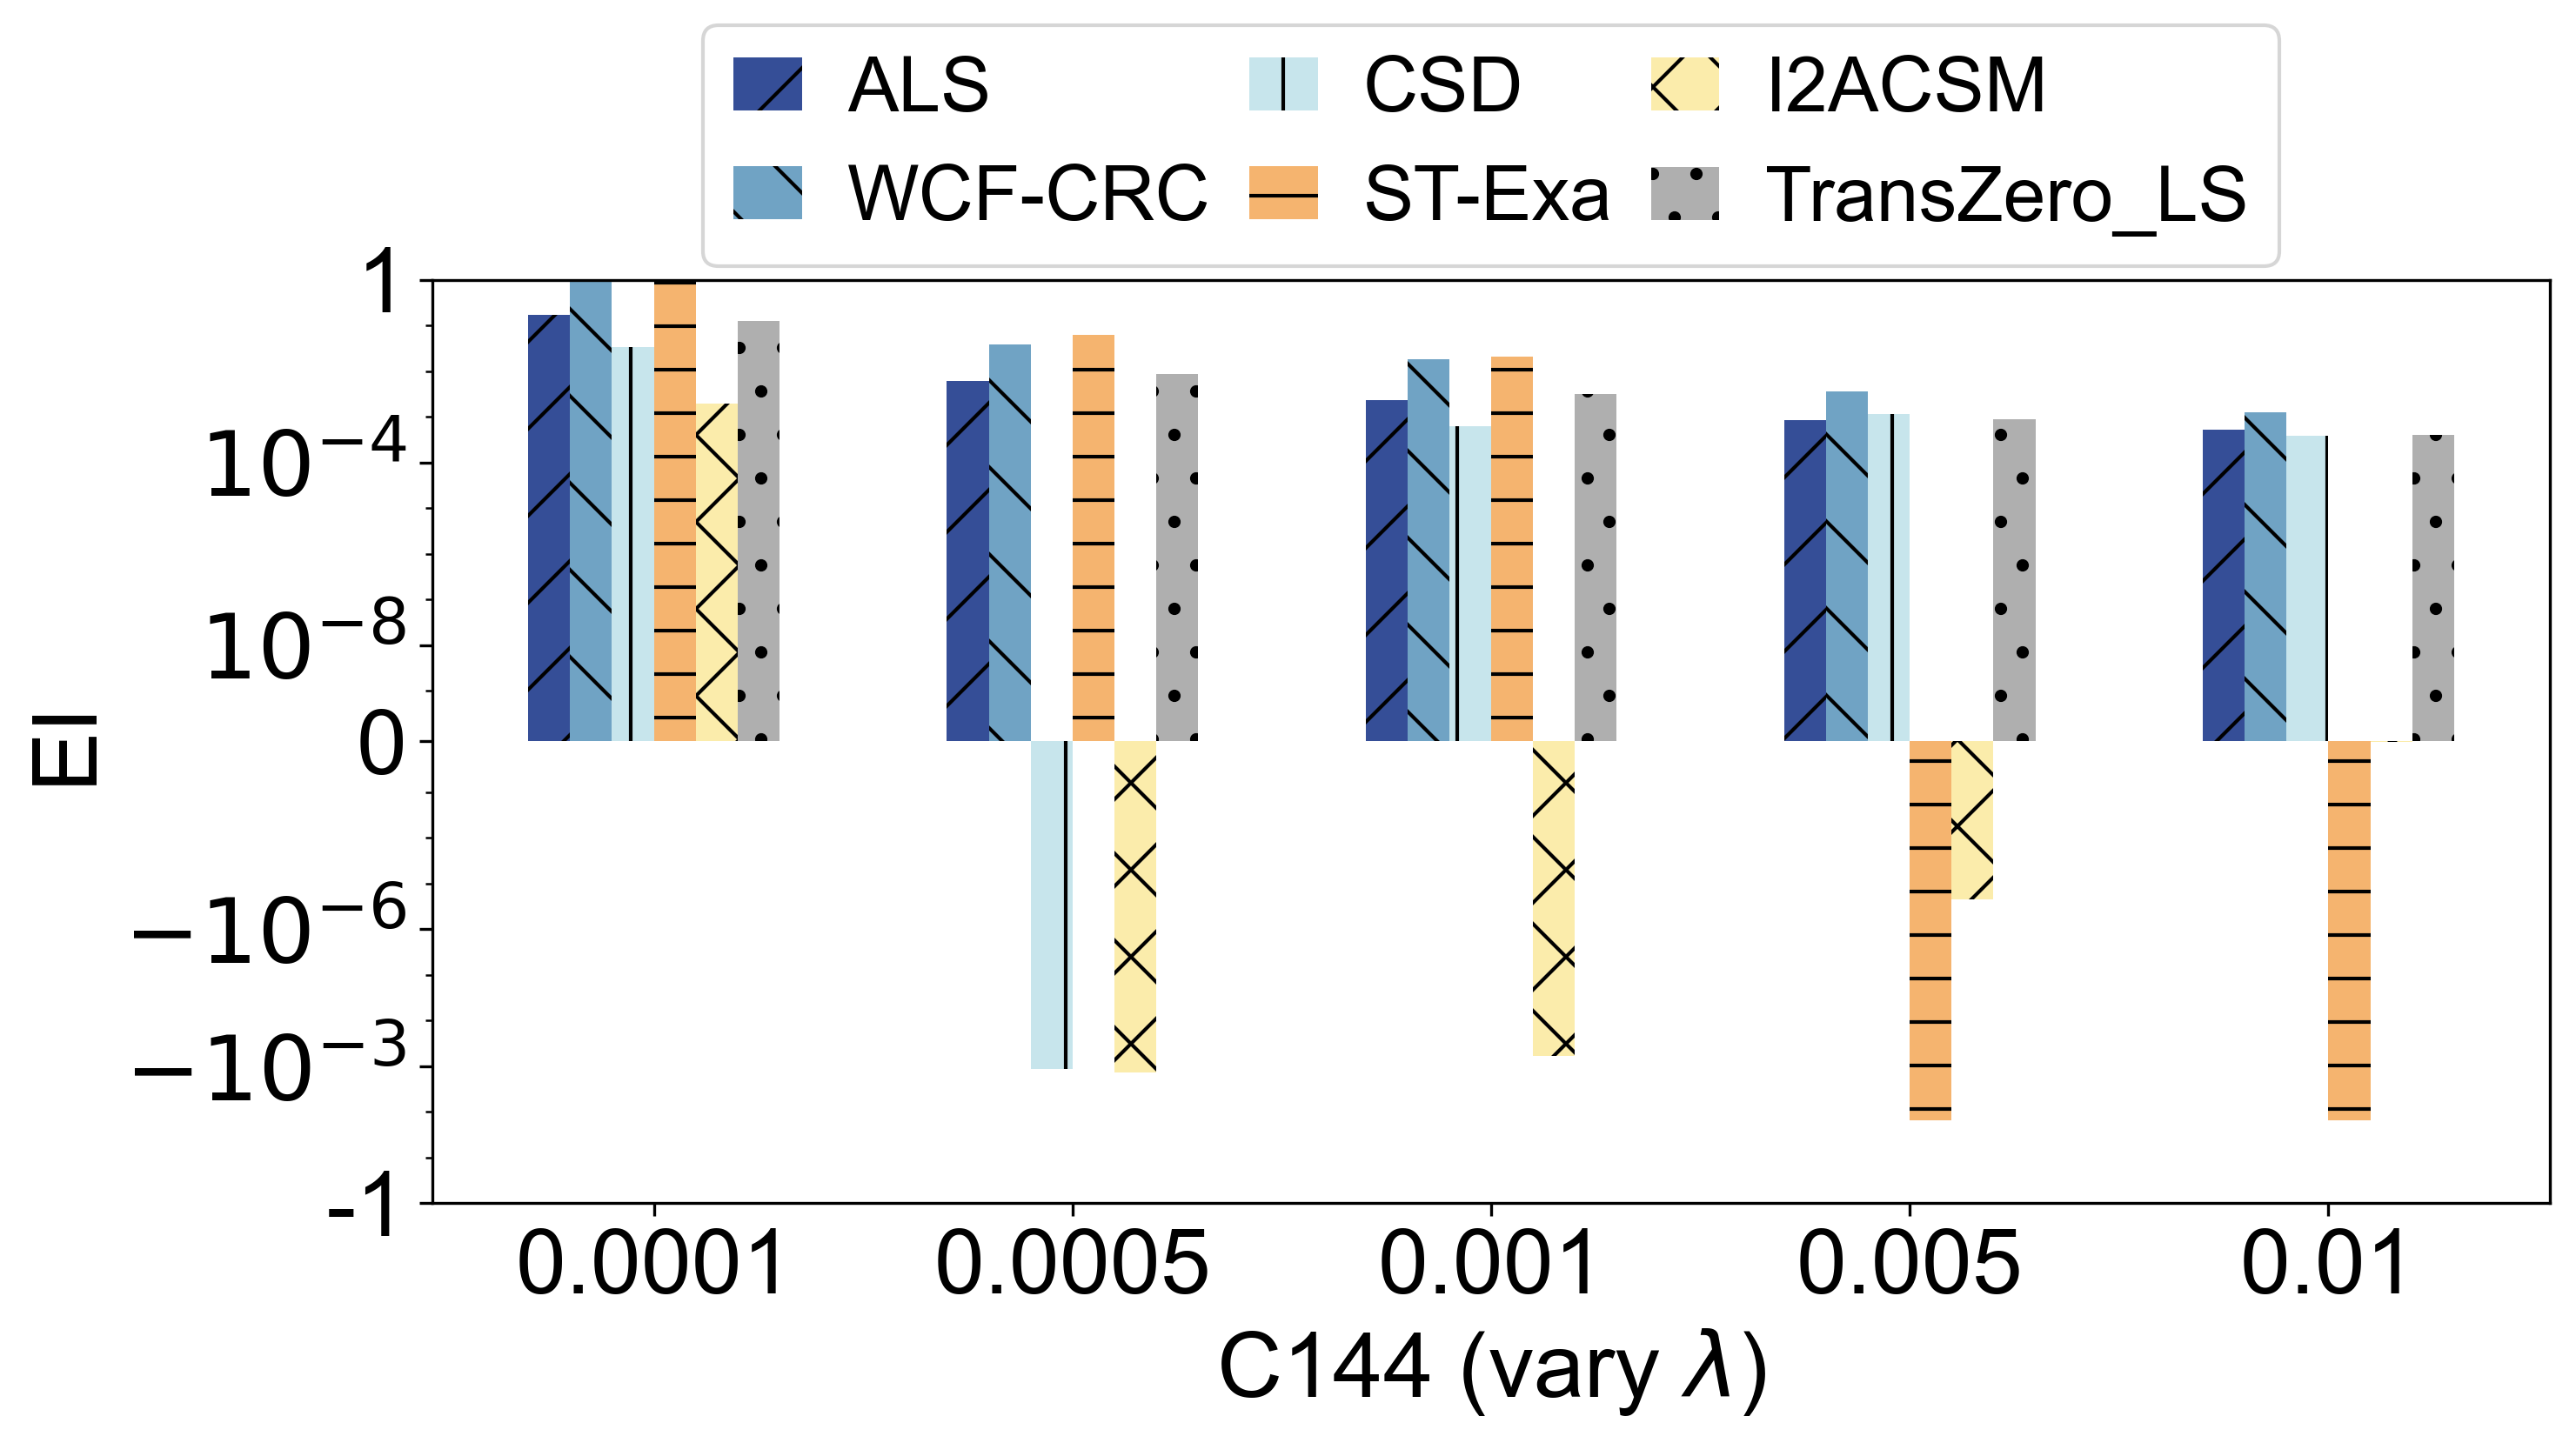 ALS CSD I2ACSM
WCF-CRC ST-Exa TransZero_LS
1
10⁻⁴
10⁻⁸
0
−10⁻⁶
−10⁻³
-1
EI
0.0001 0.0005 0.001 0.005 0.01
C144 (vary λ)